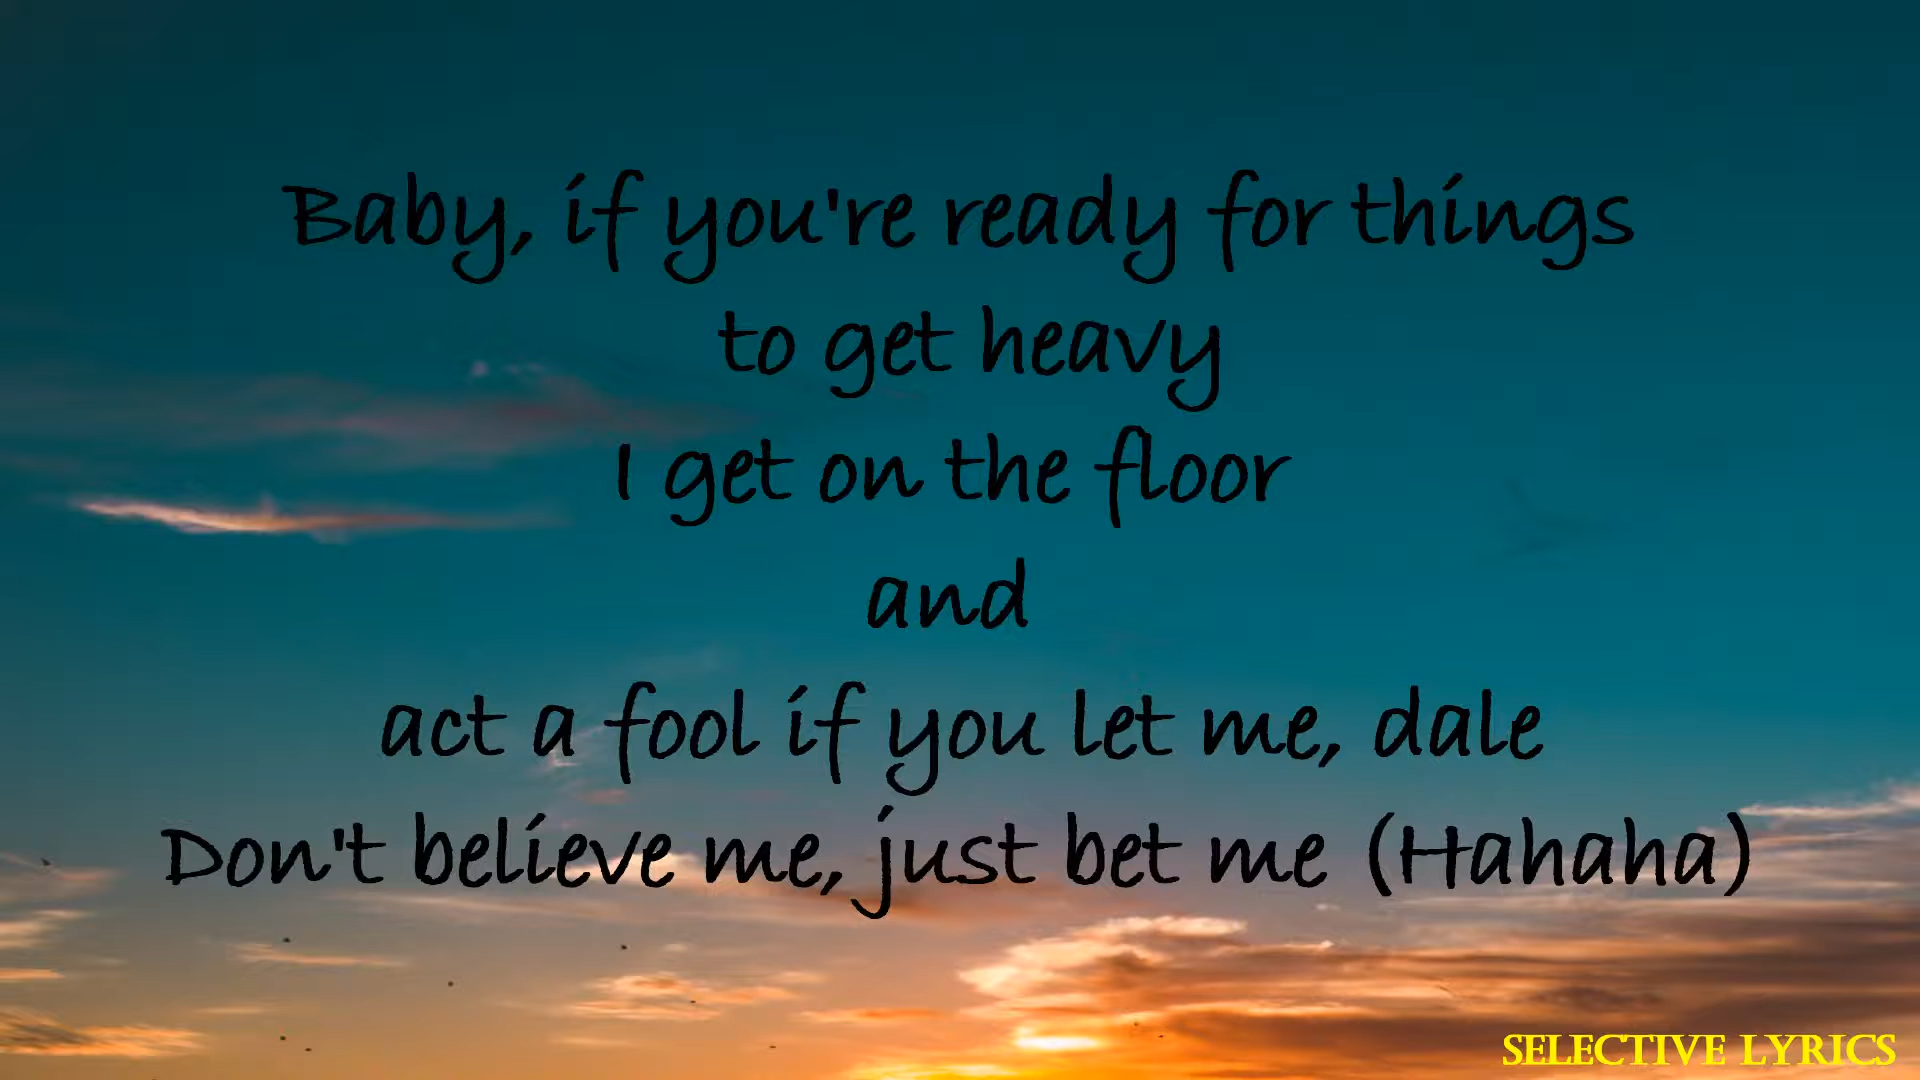 Baby, if you're ready for things
to get heavy
I get on the floor
and
act a fool if you let me, dale
Don't believe me, just bet me (Hahaha)
SELECTIVE LYRICS